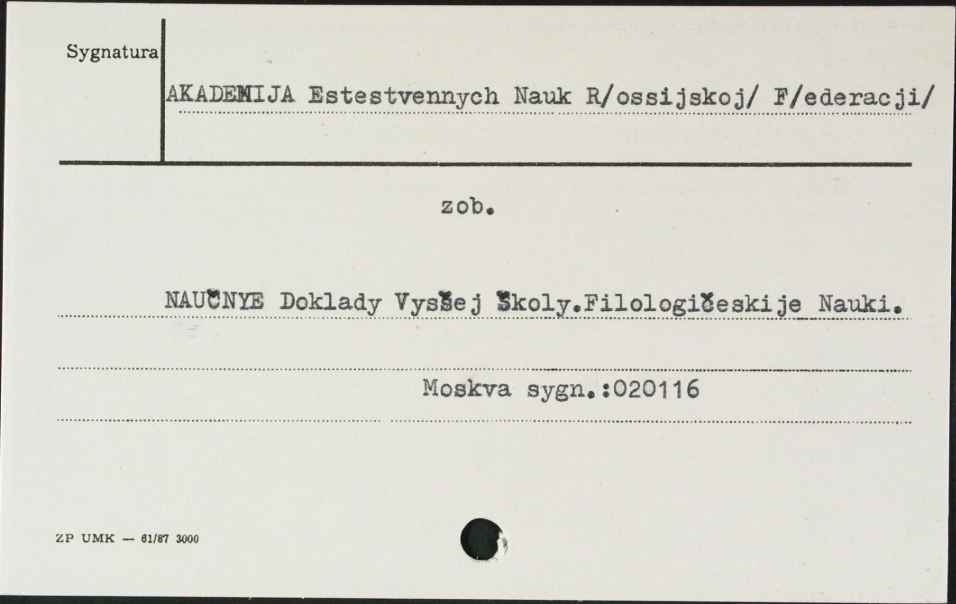 Sygnatura
AKADEMIJA Estestvennych Nauk R/ossijskoj/ F/ederacji/
zob.
NAUČNYE Doklady Vysšej Školy.Filologičeskije Nauki.
Moskva sygn.:020116
ZP UMK — 61/87 3000